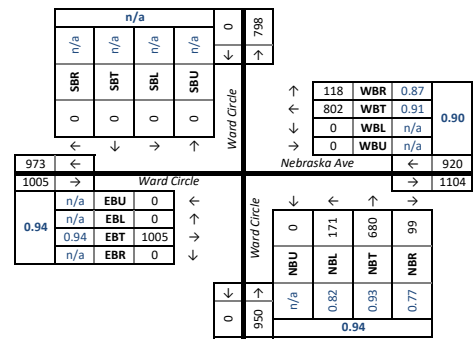 n/a
n/a n/a n/a n/a 0 798
↓ ↑
SBR SBT SBL SBU
0 0 0 0
Ward Circle
← ↓ → ↑
↑ 118 WBR 0.87
← 802 WBT 0.91 0.90
↓ 0 WBL n/a
→ 0 WBU n/a
973 ← Nebraska Ave ← 920
1005 → Ward Circle → 1104
n/a EBU 0 ←
0.94 n/a EBL 0 ↑
0.94 EBT 1005 →
n/a EBR 0 ↓
Ward Circle
↓ ← ↑ →
0 171 680 99
NBU NBL NBT NBR
n/a 0.82 0.93 0.77
↓ ↑
0 950
0.94